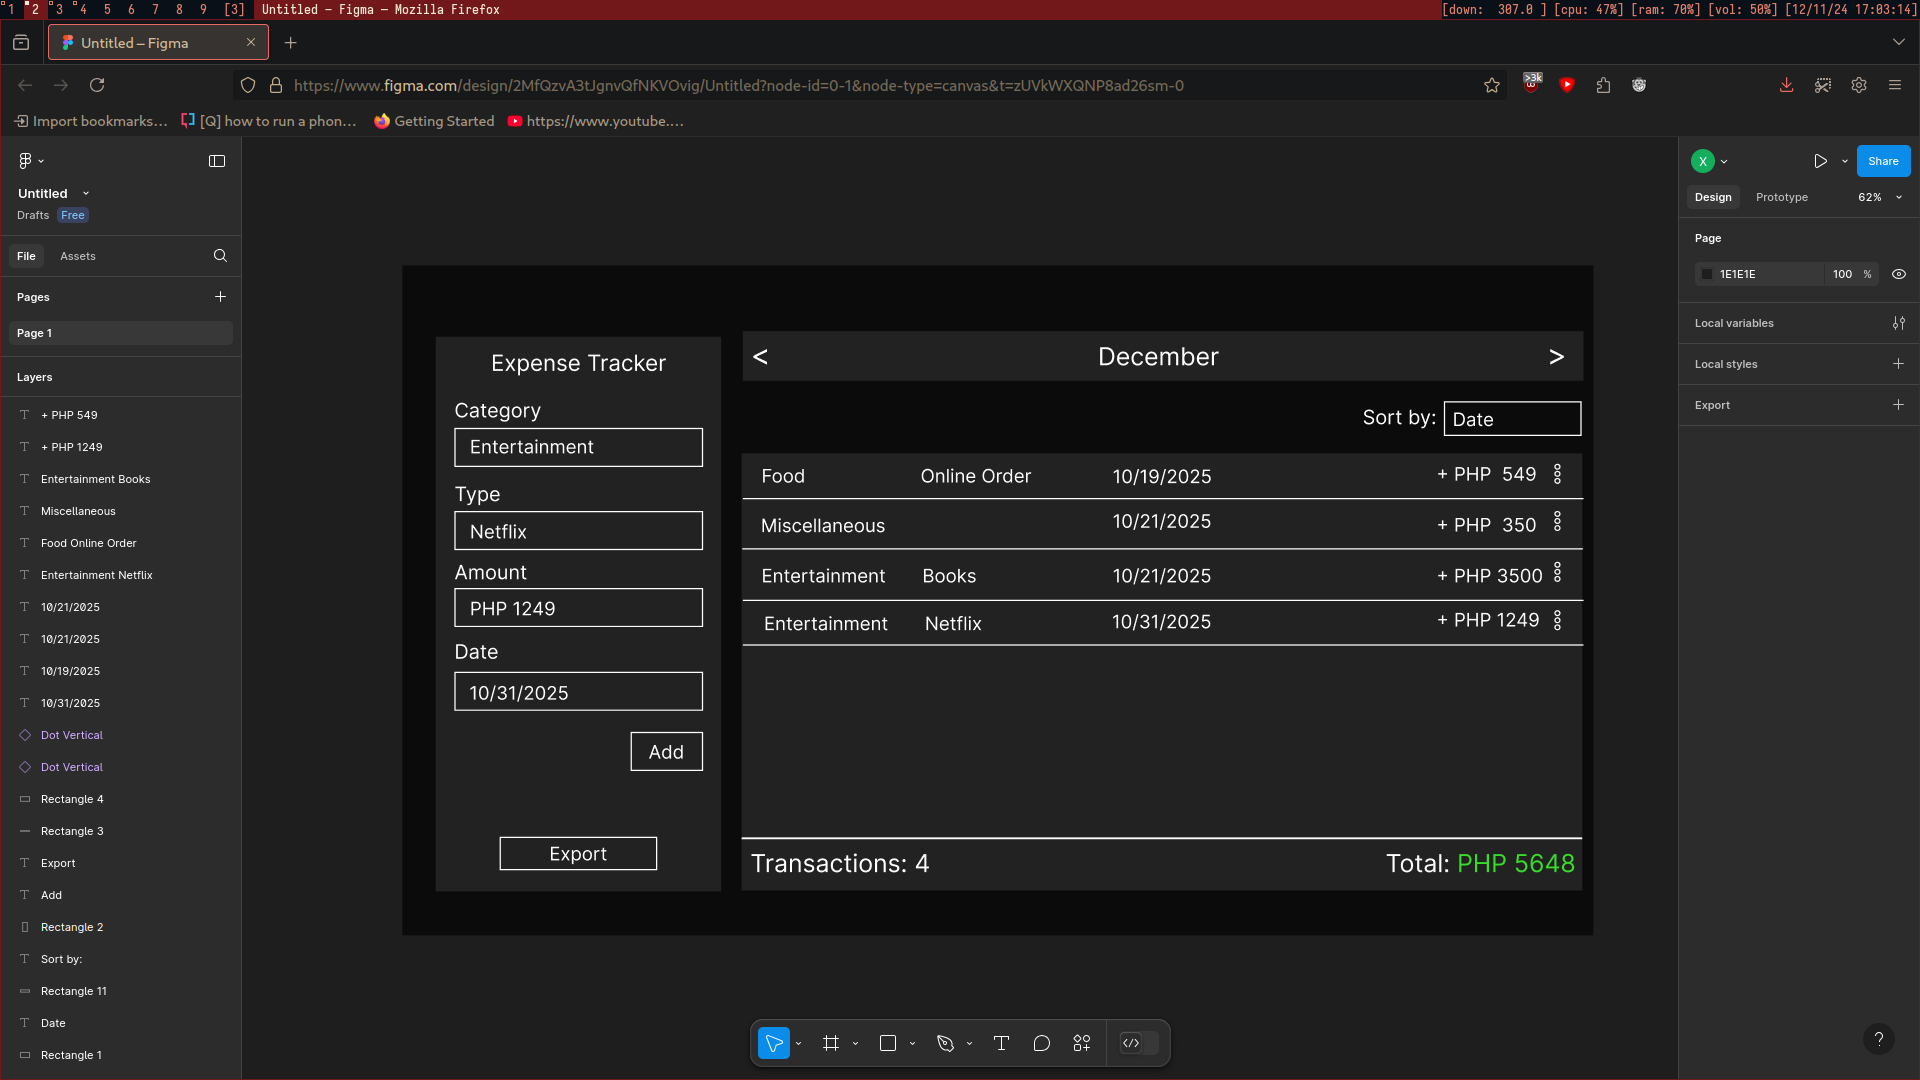 1 2 3 4 5 6 7 8 9 [3] Untitled — Figma — Mozilla Firefox [down: 307.0 ] [cpu: 47%] [ram: 70%] [vol: 50%] [12/11/24 17:03:14]
Untitled – Figma
https://www.figma.com/design/2MfQzvA3tJgnvQfNKVOvig/Untitled?node-id=0-1&node-type=canvas&t=zUVkWXQNP8ad26sm-0
>3k
Import bookmarks... [Q] how to run a phon... Getting Started https://www.youtube....
Untitled
Drafts Free
File Assets
Pages
Page 1
Layers
+ PHP 549
+ PHP 1249
Entertainment Books
Miscellaneous
Food Online Order
Entertainment Netflix
10/21/2025
10/21/2025
10/19/2025
10/31/2025
Dot Vertical
Dot Vertical
Rectangle 4
Rectangle 3
Export
Add
Rectangle 2
Sort by:
Rectangle 11
Date
Rectangle 1
Expense Tracker
Category
Entertainment
Type
Netflix
Amount
PHP 1249
Date
10/31/2025
Add
Export
< December >
Sort by: Date
Food Online Order 10/19/2025 + PHP 549
Miscellaneous 10/21/2025 + PHP 350
Entertainment Books 10/21/2025 + PHP 3500
Entertainment Netflix 10/31/2025 + PHP 1249
Transactions: 4 Total: PHP 5648
X Share
Design Prototype 62%
Page
1E1E1E 100 %
Local variables
Local styles
Export
?